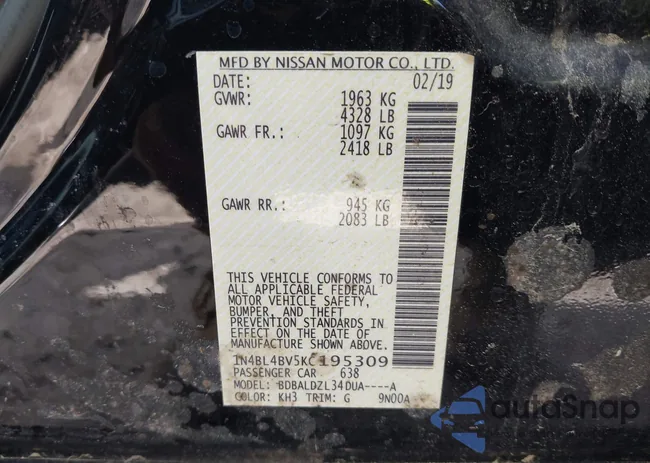 MFD BY NISSAN MOTOR CO., LTD.
DATE: 02/19
GVWR: 1963 KG
4328 LB
GAWR FR.: 1097 KG
2418 LB
GAWR RR.: 945 KG
2083 LB
THIS VEHICLE CONFORMS TO
ALL APPLICABLE FEDERAL
MOTOR VEHICLE SAFETY,
BUMPER, AND THEFT
PREVENTION STANDARDS IN
EFFECT ON THE DATE OF
MANUFACTURE SHOWN ABOVE.
1N4BL4BV5KC195309
PASSENGER CAR 638
MODEL: BDBALDZL34DUA----A
COLOR: KH3 TRIM: G 9N00A
autoSnap